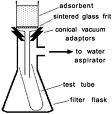 adsorbent
sintered glass frit
conical vacuum
adaptors
to water
aspirator
test tube
filter flask